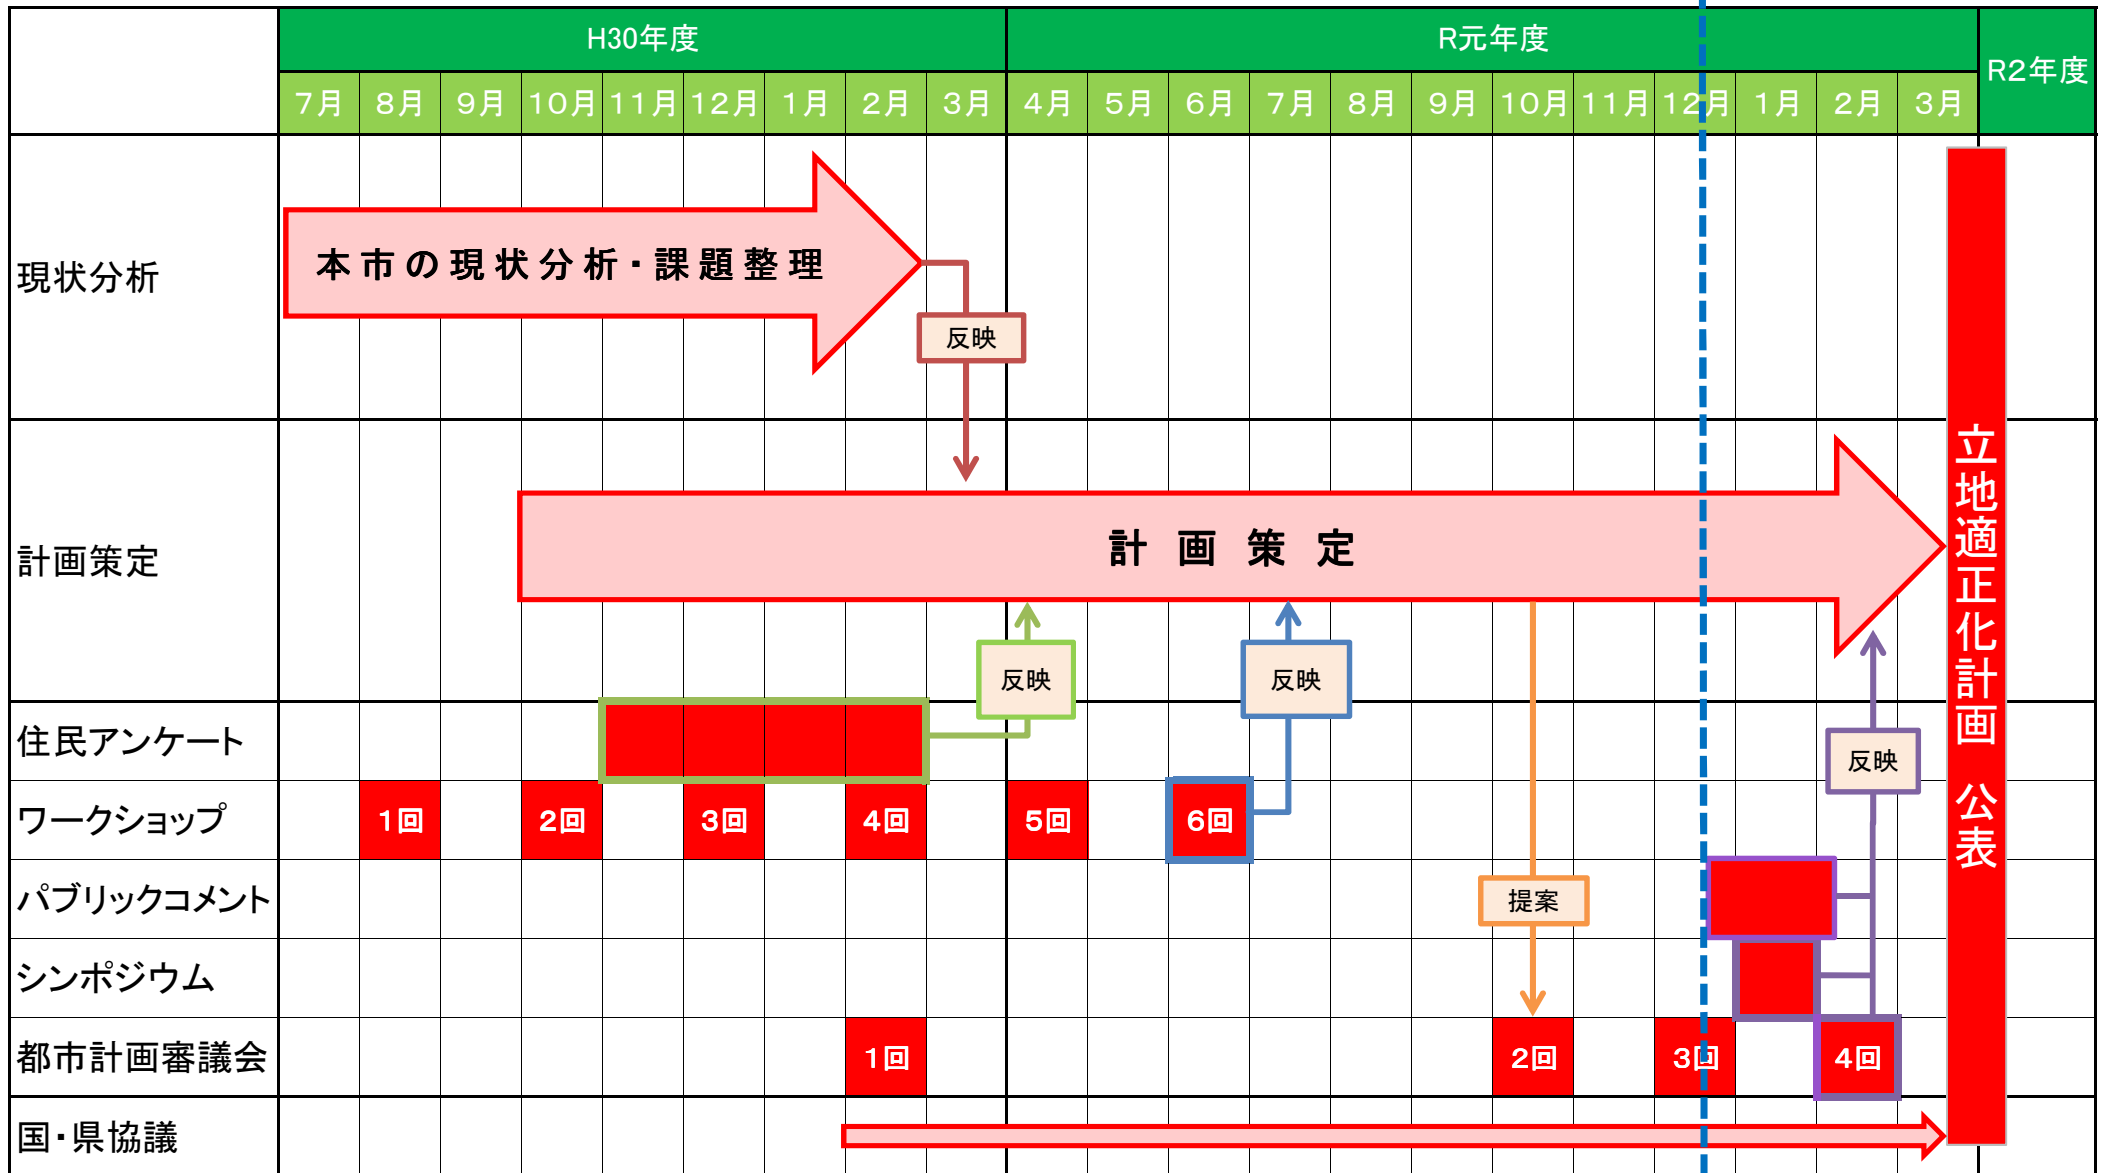 H30年度
R元年度
R2年度
7月 8月 9月 10月 11月 12月 1月 2月 3月 4月 5月 6月 7月 8月 9月 10月 11月 12月 1月 2月 3月
現状分析
本市の現状分析・課題整理
反映
計画策定
計画策定
反映
反映
反映
住民アンケート
ワークショップ
1回 2回 3回 4回 5回 6回
パブリックコメント
提案
シンポジウム
都市計画審議会
1回 2回 3回 4回
国・県協議
立地適正化計画 公表